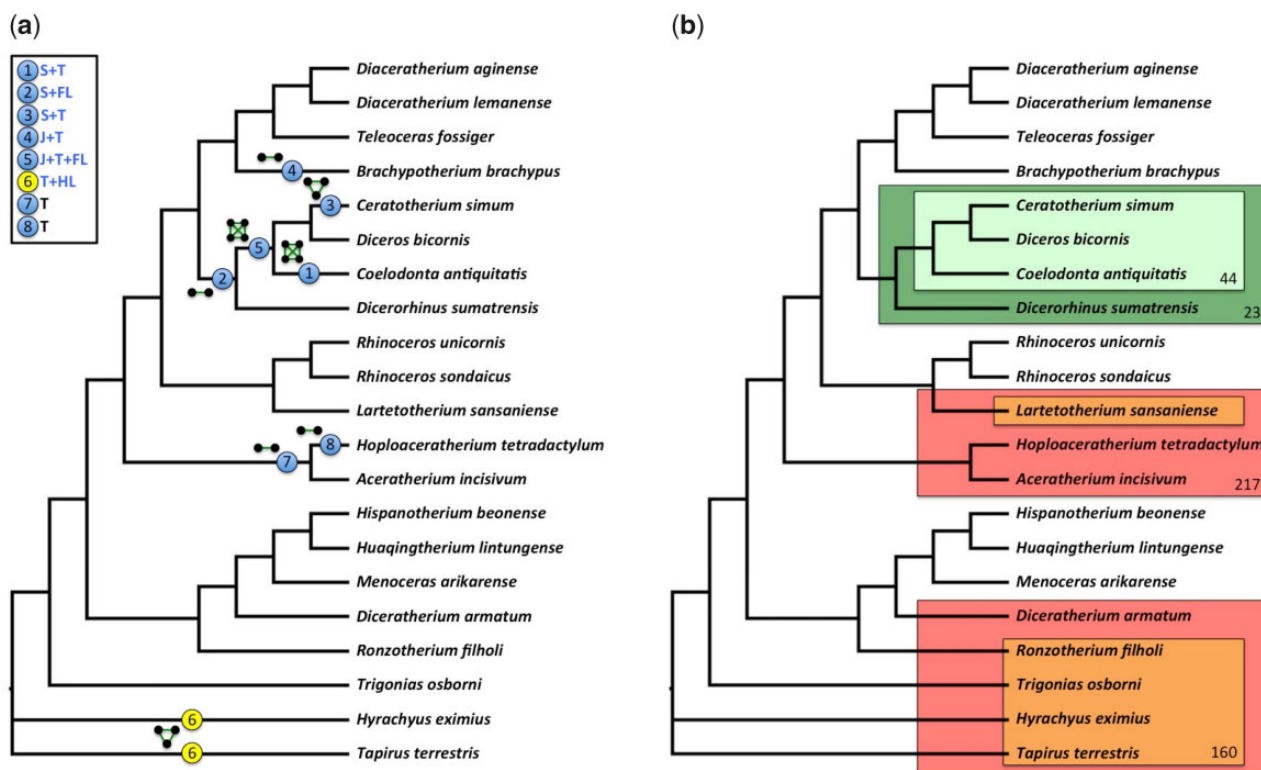 (a)
1 S+T
2 S+FL
3 S+T
4 J+T
5 J+T+FL
6 T+HL
7 T
8 T
Diaceratherium aginense
Diaceratherium lemanense
Teleoceras fossiger
4 Brachypotherium brachypus
3 Ceratotherium simum
5 Diceros bicornis
1 Coelodonta antiquitatis
2 Dicerorhinus sumatrensis
Rhinoceros unicornis
Rhinoceros sondaicus
Lartetotherium sansaniense
8 Hoploaceratherium tetradactylum
7 Aceratherium incisivum
Hispanotherium beonense
Huaqingtherium lintungense
Menoceras arikarense
Diceratherium armatum
Ronzotherium filholi
Trigonias osborni
6 Hyrachyus eximius
6 Tapirus terrestris
(b)
Diaceratherium aginense
Diaceratherium lemanense
Teleoceras fossiger
Brachypotherium brachypus
Ceratotherium simum
Diceros bicornis
Coelodonta antiquitatis
44
Dicerorhinus sumatrensis
23
Rhinoceros unicornis
Rhinoceros sondaicus
Lartetotherium sansaniense
Hoploaceratherium tetradactylum
Aceratherium incisivum
217
Hispanotherium beonense
Huaqingtherium lintungense
Menoceras arikarense
Diceratherium armatum
Ronzotherium filholi
Trigonias osborni
Hyrachyus eximius
Tapirus terrestris
160